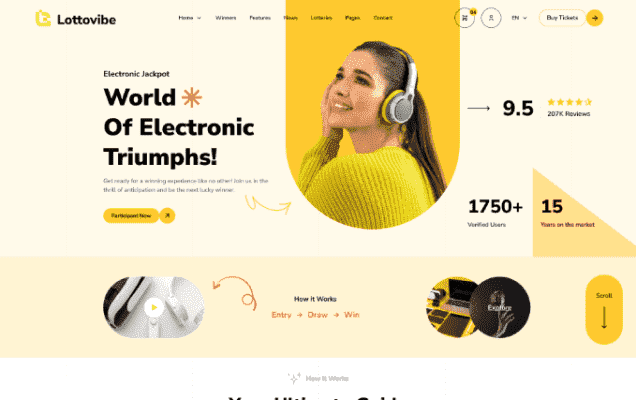 Lottovibe
Home Winners Features News Lotteries Pages Contact
04
EN
Buy Tickets
Electronic Jackpot
World
Of Electronic
Triumphs!
Get ready for a winning experience like no other! Join us in the
thrill of anticipation and be the next lucky winner.
Participant Now
9.5
207K Reviews
1750+
Verified Users
15
Years on the market
How it Works
Entry → Draw → Win
Explore
Scroll
How It Works